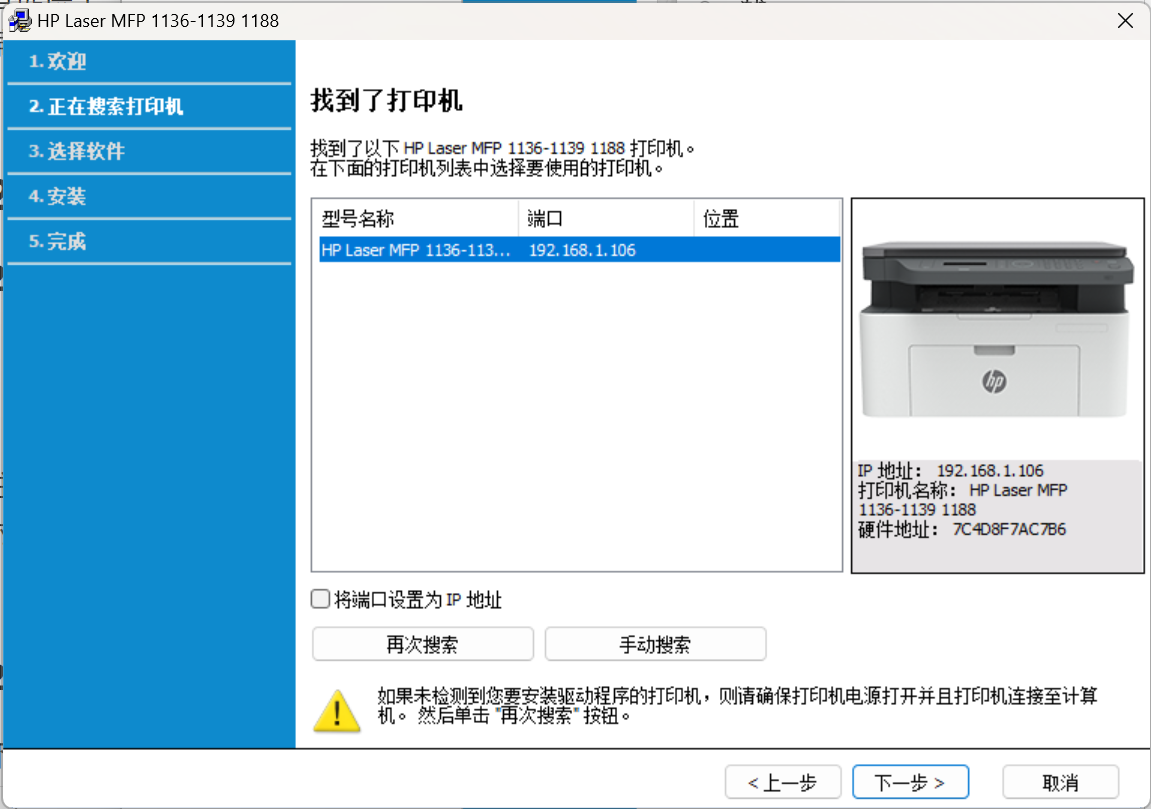 HP Laser MFP 1136-1139 1188
1. 欢迎
2. 正在搜索打印机
3. 选择软件
4. 安装
5. 完成
找到了打印机
找到了以下 HP Laser MFP 1136-1139 1188 打印机。
在下面的打印机列表中选择要使用的打印机。
型号名称 端口 位置
HP Laser MFP 1136-113... 192.168.1.106
hp
IP 地址： 192.168.1.106
打印机名称： HP Laser MFP
1136-1139 1188
硬件地址： 7C4D8F7AC7B6
将端口设置为 IP 地址
再次搜索 手动搜索
如果未检测到您要安装驱动程序的打印机，则请确保打印机电源打开并且打印机连接至计算
机。 然后单击 "再次搜索" 按钮。
< 上一步 下一步 > 取消